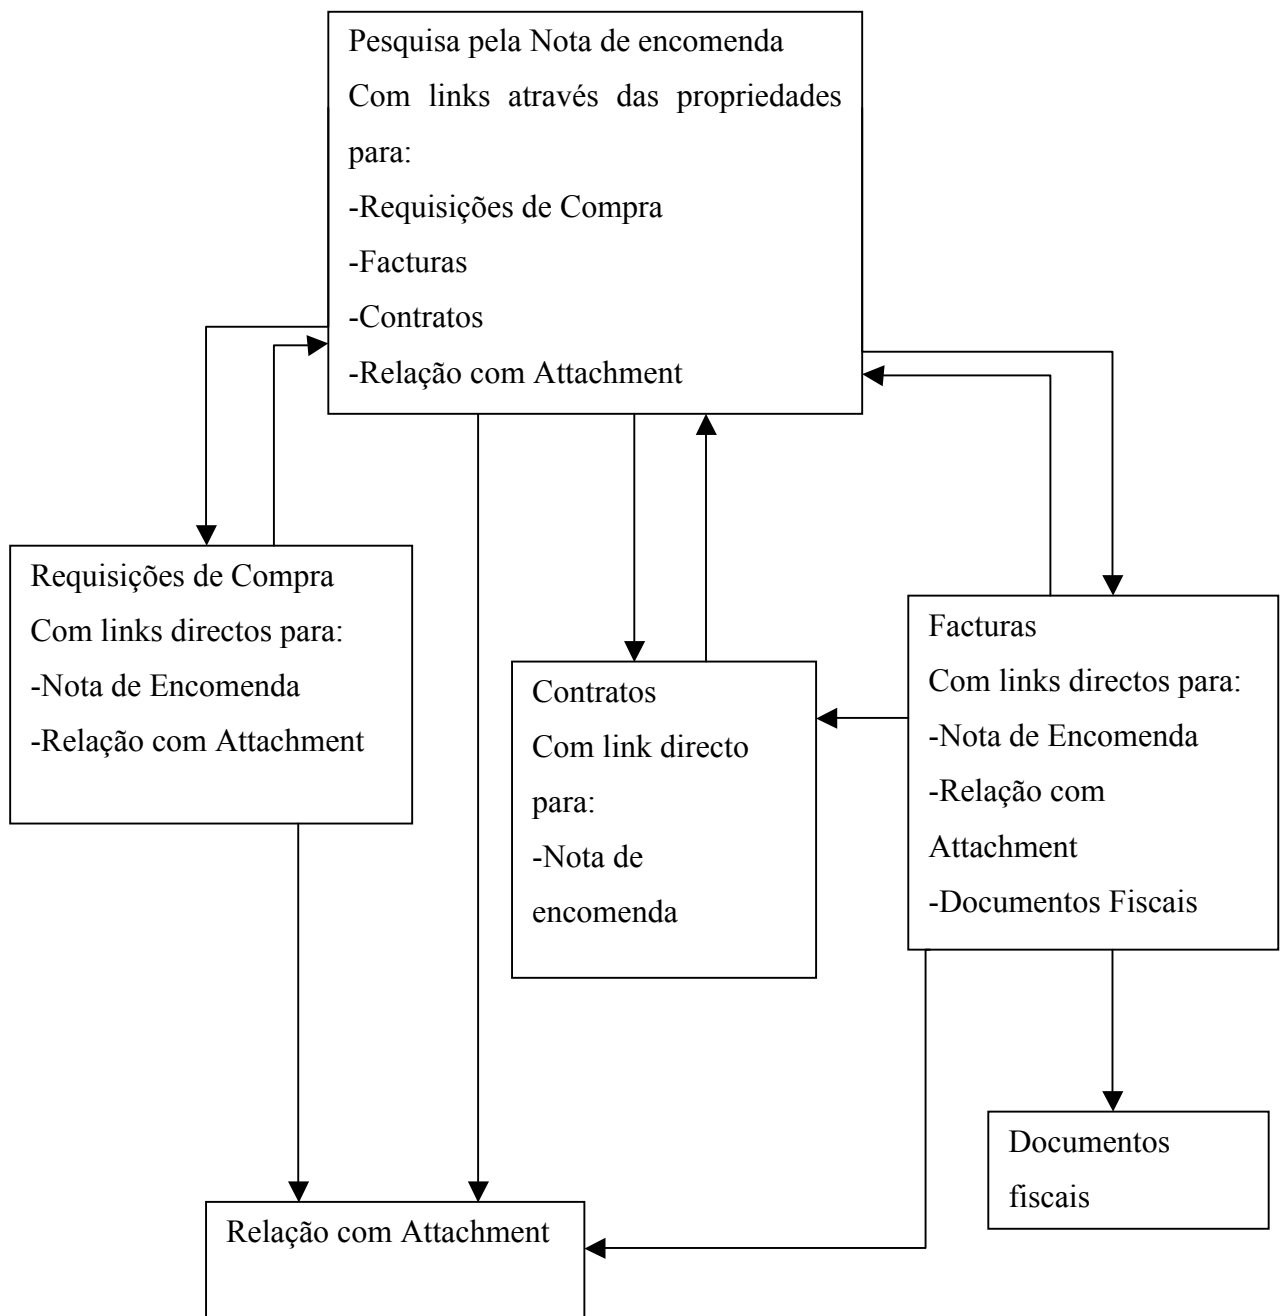 Pesquisa pela Nota de encomenda
Com links através das propriedades
para:
-Requisições de Compra
-Facturas
-Contratos
-Relação com Attachment
Requisições de Compra
Com links directos para:
-Nota de Encomenda
-Relação com Attachment
Contratos
Com link directo
para:
-Nota de
encomenda
Facturas
Com links directos para:
-Nota de Encomenda
-Relação com
Attachment
-Documentos Fiscais
Documentos
fiscais
Relação com Attachment